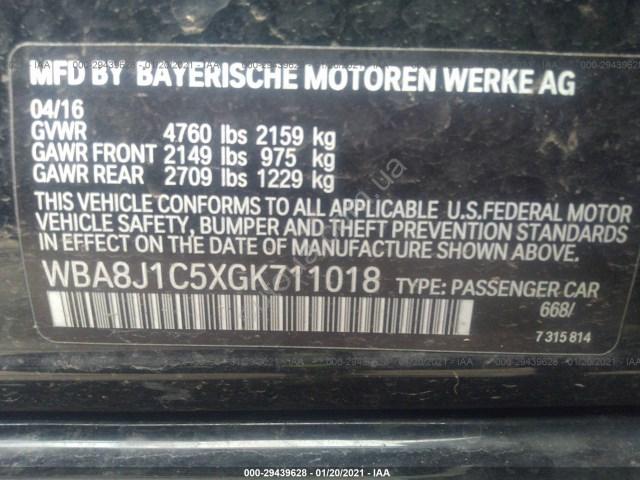 MFD BY BAYERISCHE MOTOREN WERKE AG
04/16
GVWR 4760 lbs 2159 kg
GAWR FRONT 2149 lbs 975 kg
GAWR REAR 2709 lbs 1229 kg
THIS VEHICLE CONFORMS TO ALL APPLICABLE U.S.FEDERAL MOTOR
VEHICLE SAFETY, BUMPER AND THEFT PREVENTION STANDARDS
IN EFFECT ON THE DATE OF MANUFACTURE SHOWN ABOVE.
WBA8J1C5XGK711018 TYPE: PASSENGER CAR
668/
7 315 814
000-29439628 - 01/20/2021 - IAA